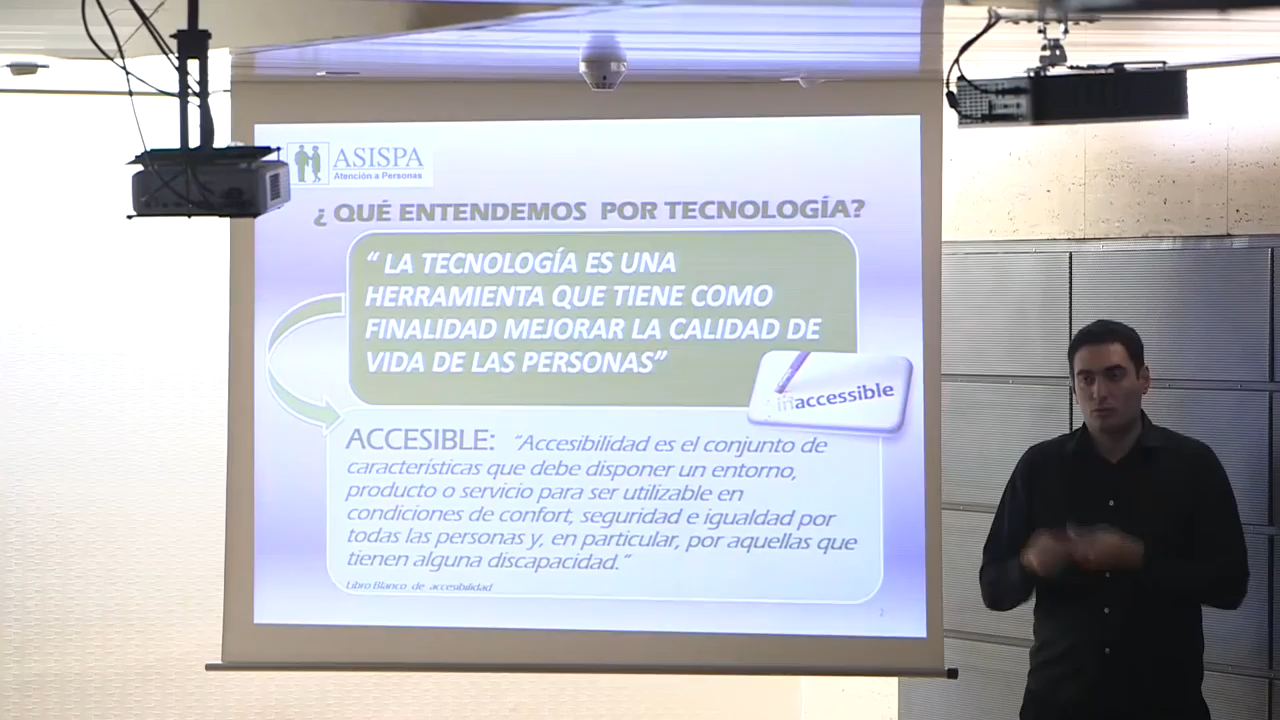 ASISPA
Atención a Personas
¿ QUÉ ENTENDEMOS POR TECNOLOGÍA?
“ LA TECNOLOGÍA ES UNA
HERRAMIENTA QUE TIENE COMO
FINALIDAD MEJORAR LA CALIDAD DE
VIDA DE LAS PERSONAS”
inaccessible
ACCESIBLE: “Accesibilidad es el conjunto de
características que debe disponer un entorno,
producto o servicio para ser utilizable en
condiciones de confort, seguridad e igualdad por
todas las personas y, en particular, por aquellas que
tienen alguna discapacidad.”
Libro Blanco de accesibilidad
2